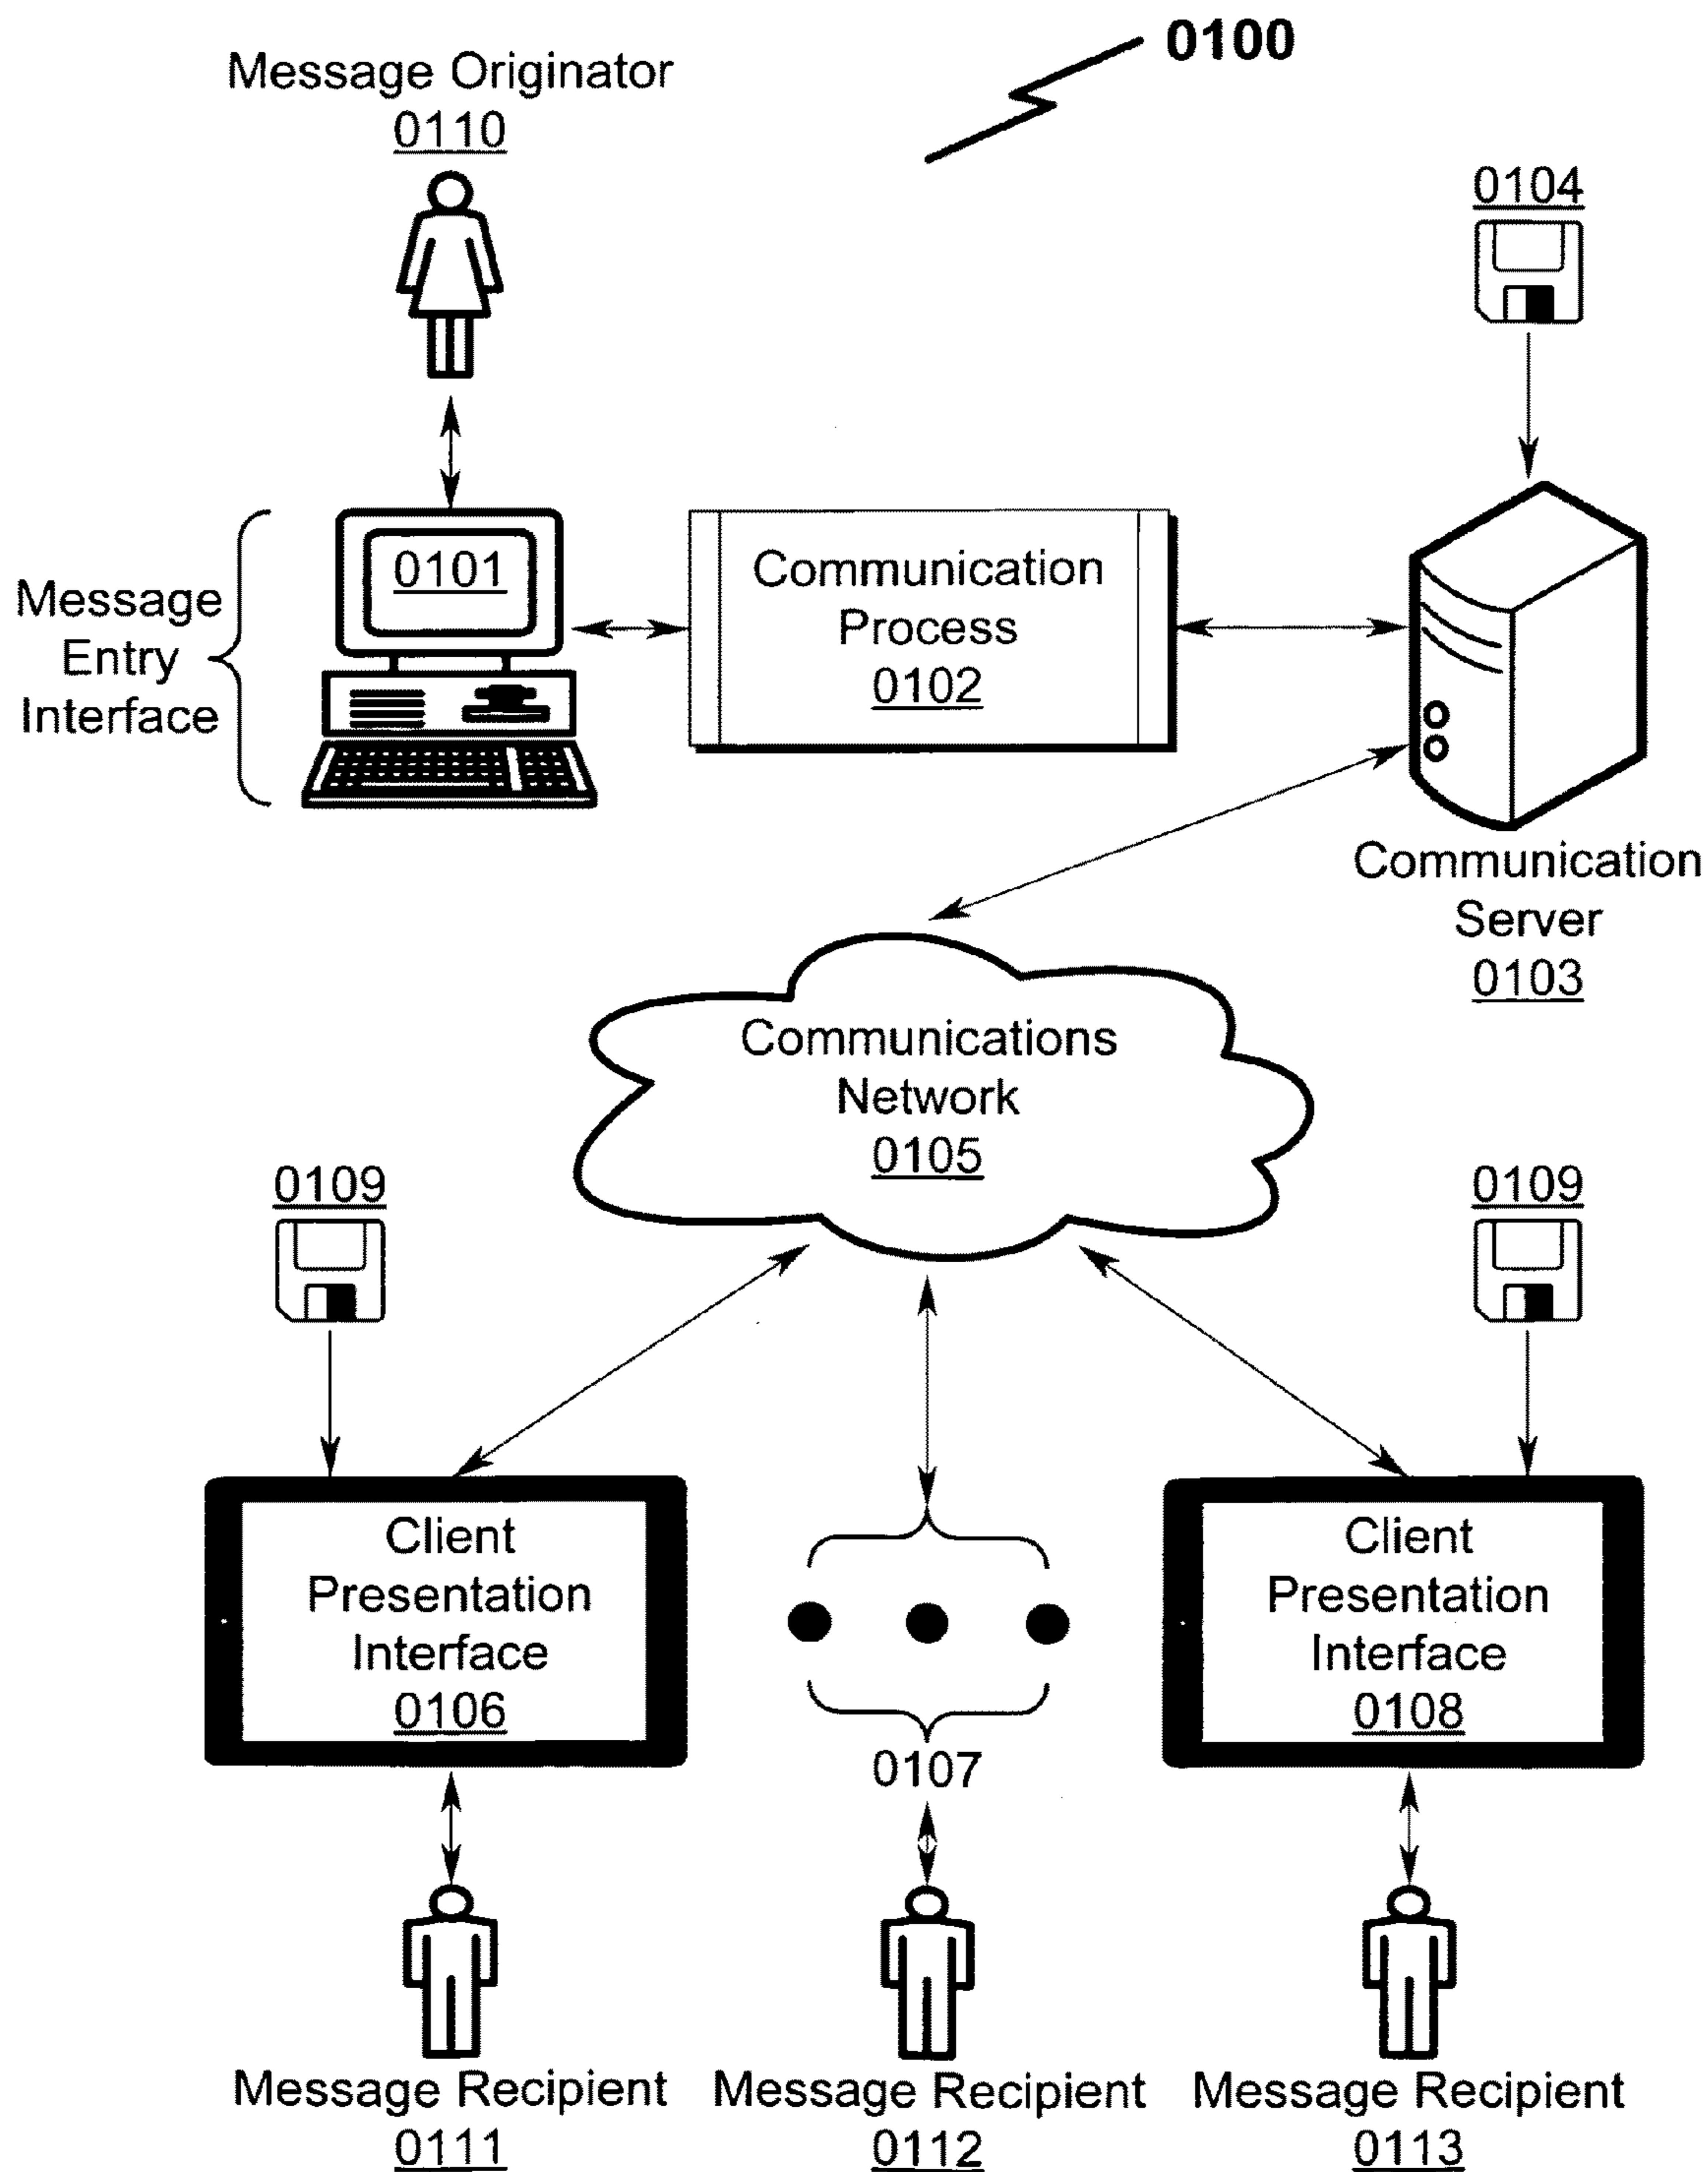 0100
Message Originator
0110
0104
0101
Message
Entry
Interface
Communication
Process
0102
Communication
Server
0103
Communications
Network
0105
0109
0109
Client
Presentation
Interface
0106
0107
Client
Presentation
Interface
0108
Message Recipient
0111
Message Recipient
0112
Message Recipient
0113